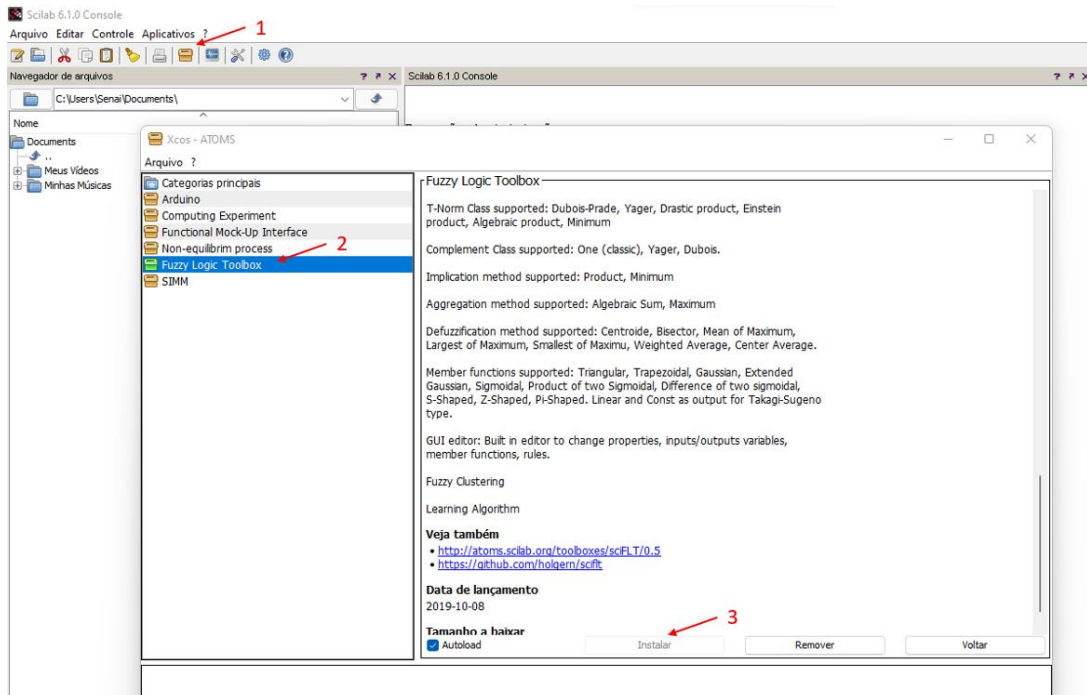 Scilab 6.1.0 Console
Arquivo Editar Controle Aplicativos ?
1
Navegador de arquivos
Scilab 6.1.0 Console
C:\Users\Senai\Documents\
Nome
Documents
..
Meus Vídeos
Minhas Músicas
Xcos - ATOMS
Arquivo ?
Categorias principais
Arduino
Computing Experiment
Functional Mock-Up Interface
Non-equilibrim process
2
Fuzzy Logic Toolbox
SIMM
Fuzzy Logic Toolbox
T-Norm Class supported: Dubois-Prade, Yager, Drastic product, Einstein
product, Algebraic product, Minimum
Complement Class supported: One (classic), Yager, Dubois.
Implication method supported: Product, Minimum
Aggregation method supported: Algebraic Sum, Maximum
Defuzzification method supported: Centroide, Bisector, Mean of Maximum,
Largest of Maximum, Smallest of Maximu, Weighted Average, Center Average.
Member functions supported: Triangular, Trapezoidal, Gaussian, Extended
Gaussian, Sigmoidal, Product of two Sigmoidal, Difference of two sigmoidal,
S-Shaped, Z-Shaped, Pi-Shaped. Linear and Const as output for Takagi-Sugeno
type.
GUI editor: Built in editor to change properties, inputs/outputs variables,
member functions, rules.
Fuzzy Clustering
Learning Algorithm
Veja também
• http://atoms.scilab.org/toolboxes/sciFLT/0.5
• https://github.com/holgern/sciflt
Data de lançamento
2019-10-08
3
Tamanho a baixar
Autoload
Instalar
Remover
Voltar